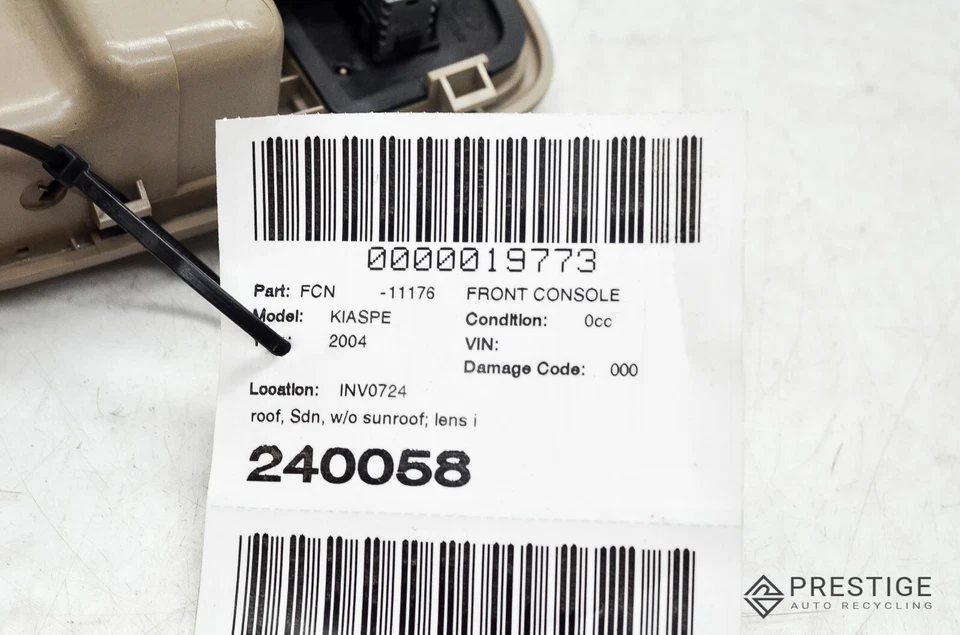 0000019773
Part: FCN -11176 FRONT CONSOLE
Model: KIASPE Condition: 0cc
2004 VIN:
Damage Code: 000
Location: INV0724
roof, Sdn, w/o sunroof; lens i
240058
PRESTIGE
AUTO RECYCLING